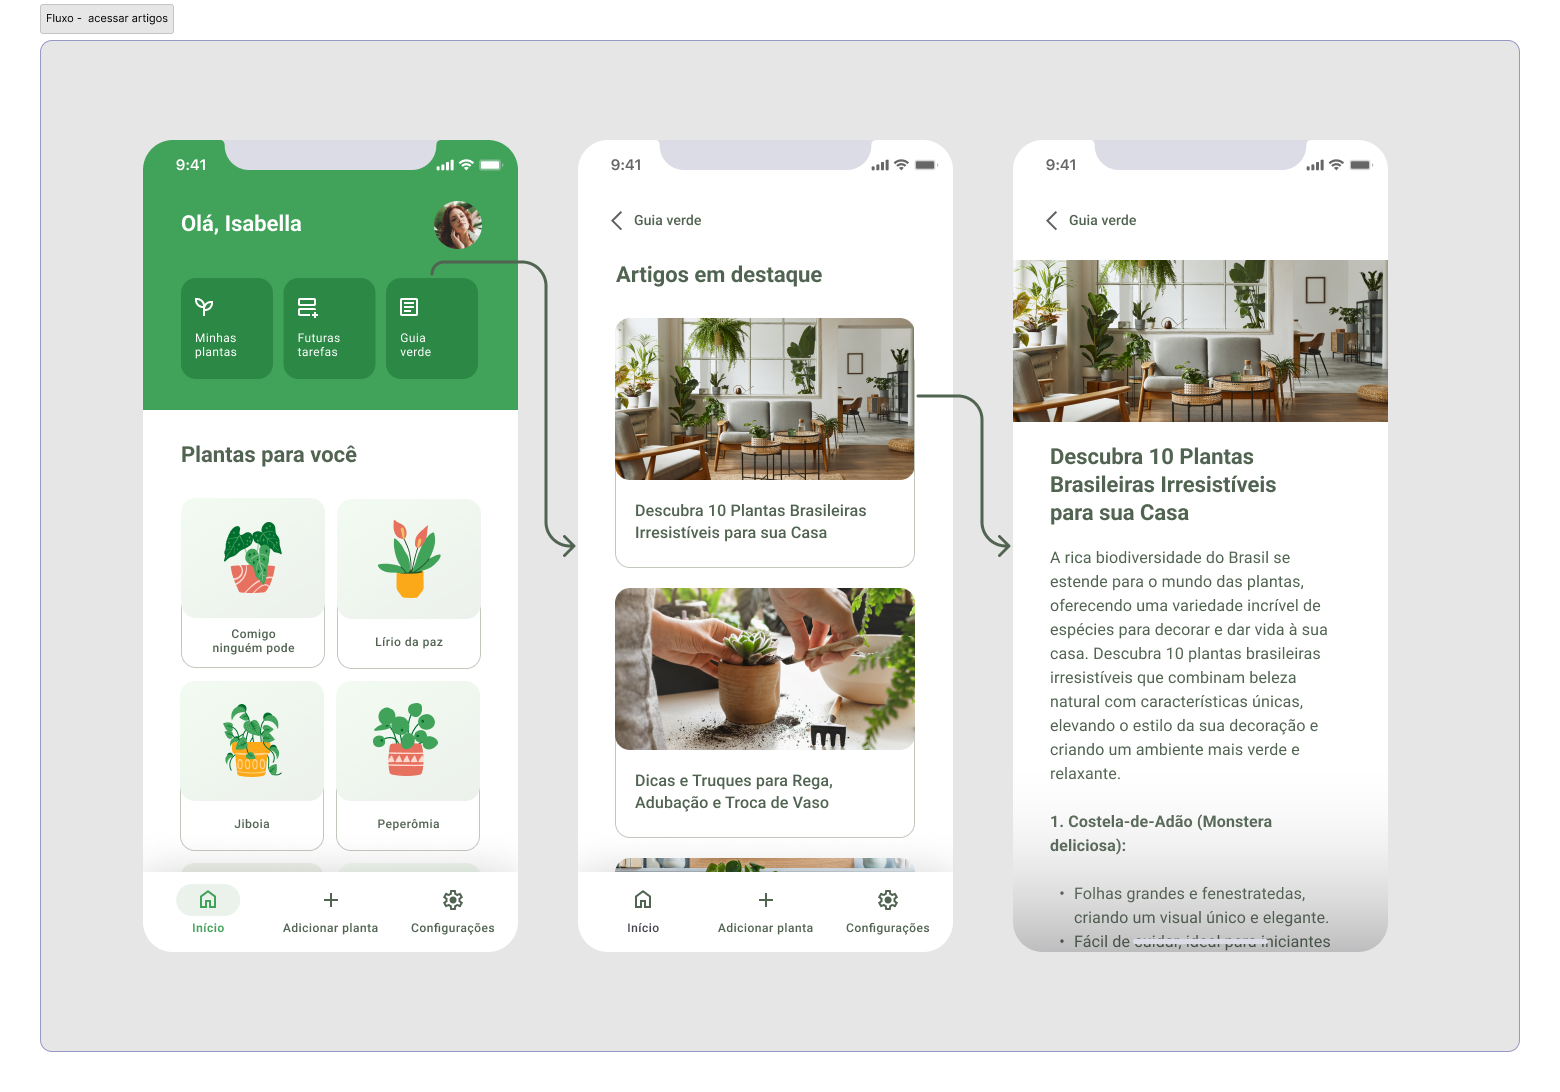 Fluxo - acessar artigos
9:41
Olá, Isabella
Minhas
plantas
Futuras
tarefas
Guia
verde
Plantas para você
Comigo
ninguém pode
Lírio da paz
Jiboia
Peperômia
Início
Adicionar planta
Configurações
9:41
Guia verde
Artigos em destaque
Descubra 10 Plantas Brasileiras
Irresistíveis para sua Casa
Dicas e Truques para Rega,
Adubação e Troca de Vaso
Início
Adicionar planta
Configurações
9:41
Guia verde
Descubra 10 Plantas
Brasileiras Irresistíveis
para sua Casa
A rica biodiversidade do Brasil se
estende para o mundo das plantas,
oferecendo uma variedade incrível de
espécies para decorar e dar vida à sua
casa. Descubra 10 plantas brasileiras
irresistíveis que combinam beleza
natural com características únicas,
elevando o estilo da sua decoração e
criando um ambiente mais verde e
relaxante.
1. Costela-de-Adão (Monstera
deliciosa):
• Folhas grandes e fenestratedas,
criando um visual único e elegante.
• Fácil de cuidar, ideal para iniciantes